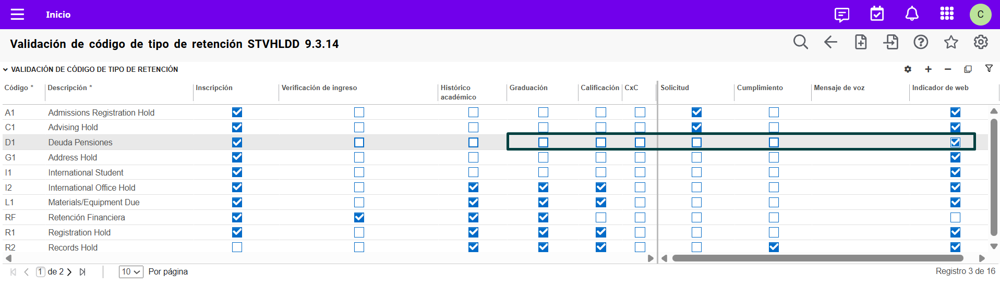 Inicio
C
Validación de código de tipo de retención STVHLDD 9.3.14
VALIDACIÓN DE CÓDIGO DE TIPO DE RETENCIÓN
Código * Descripción * Inscripción Verificación de ingreso Histórico académico Graduación Calificación CxC Solicitud Cumplimiento Mensaje de voz Indicador de web
A1 Admissions Registration Hold
C1 Advising Hold
D1 Deuda Pensiones
G1 Address Hold
I1 International Student
I2 International Office Hold
L1 Materials/Equipment Due
RF Retención Financiera
R1 Registration Hold
R2 Records Hold
1 de 2 10 Por página Registro 3 de 16